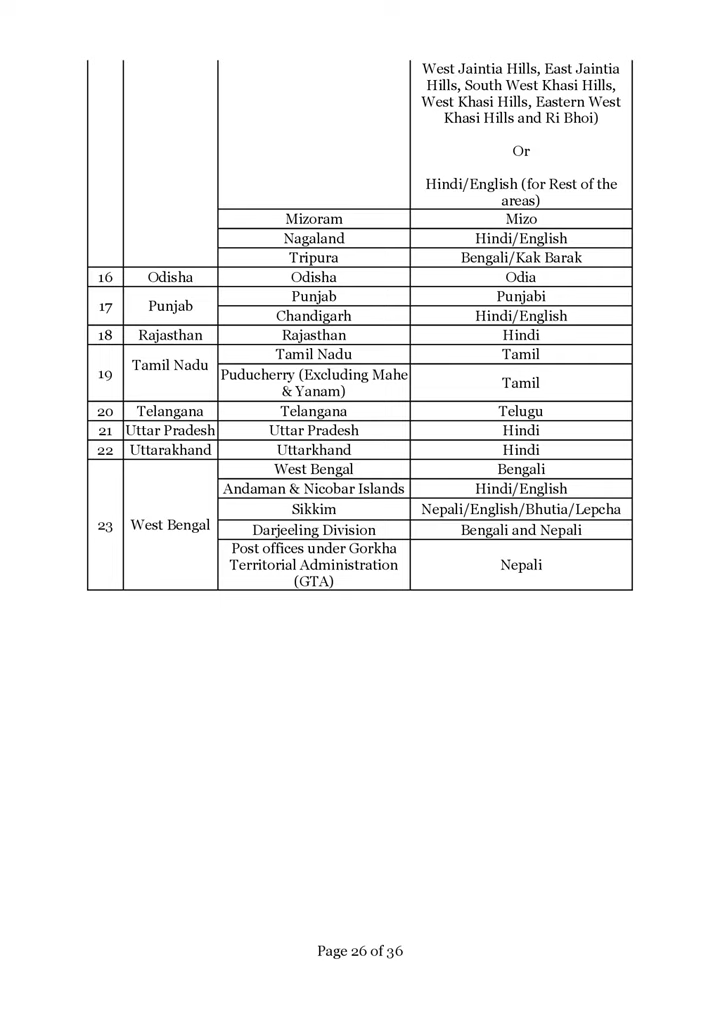 West Jaintia Hills, East Jaintia
Hills, South West Khasi Hills,
West Khasi Hills, Eastern West
Khasi Hills and Ri Bhoi)
Or
Hindi/English (for Rest of the
areas)
Mizoram Mizo
Nagaland Hindi/English
Tripura Bengali/Kak Barak
16 Odisha Odisha Odia
17 Punjab Punjab Punjabi
Chandigarh Hindi/English
18 Rajasthan Rajasthan Hindi
19 Tamil Nadu Tamil Nadu Tamil
Puducherry (Excluding Mahe
& Yanam) Tamil
20 Telangana Telangana Telugu
21 Uttar Pradesh Uttar Pradesh Hindi
22 Uttarakhand Uttarkhand Hindi
23 West Bengal West Bengal Bengali
Andaman & Nicobar Islands Hindi/English
Sikkim Nepali/English/Bhutia/Lepcha
Darjeeling Division Bengali and Nepali
Post offices under Gorkha
Territorial Administration
(GTA) Nepali
Page 26 of 36